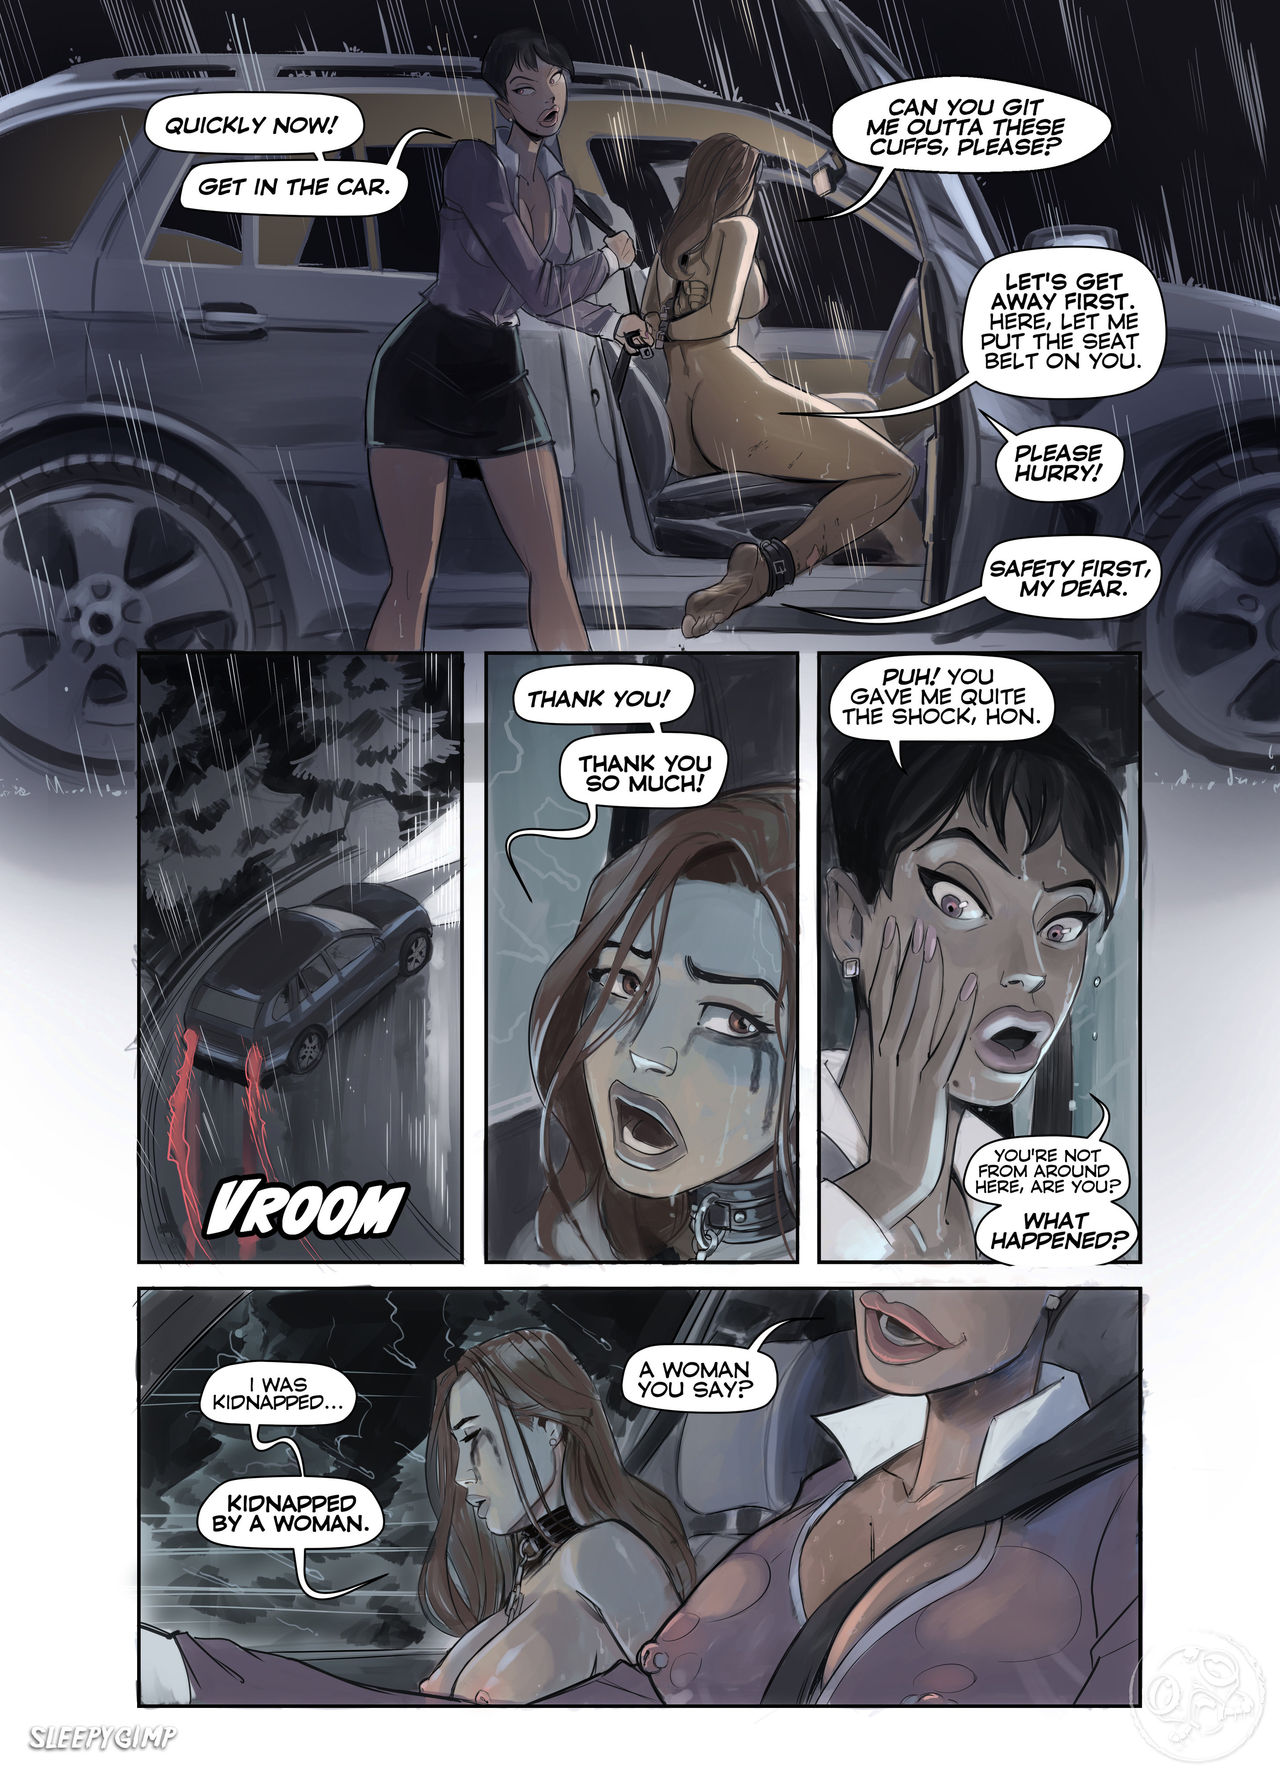 QUICKLY NOW!
GET IN THE CAR.
CAN YOU GIT
ME OUTTA THESE
CUFFS, PLEASE?
LET'S GET
AWAY FIRST.
HERE, LET ME
PUT THE SEAT
BELT ON YOU.
PLEASE
HURRY!
SAFETY FIRST,
MY DEAR.
VROOM
THANK YOU!
THANK YOU
SO MUCH!
PUH! YOU
GAVE ME QUITE
THE SHOCK, HON.
YOU'RE NOT
FROM AROUND
HERE, ARE YOU?
WHAT
HAPPENED?
I WAS
KIDNAPPED...
KIDNAPPED
BY A WOMAN.
A WOMAN
YOU SAY?
SLEEPYGIMP